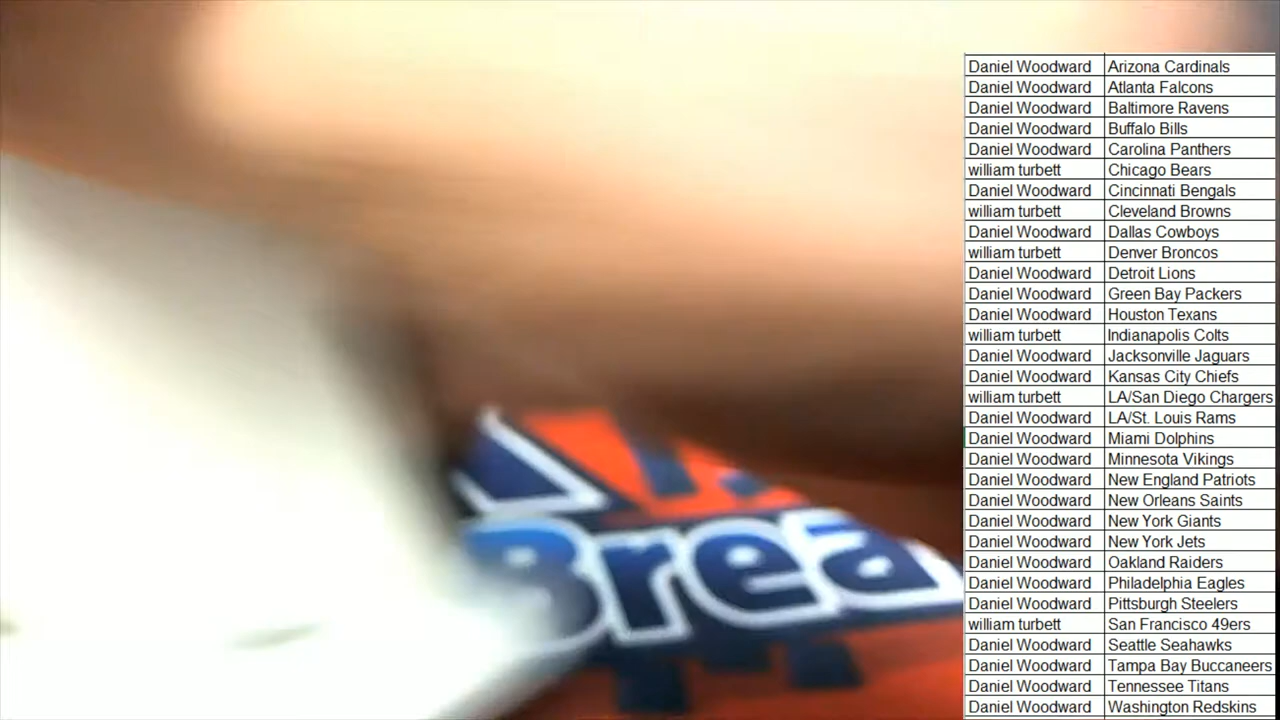 Brea
Daniel Woodward Arizona Cardinals
Daniel Woodward Atlanta Falcons
Daniel Woodward Baltimore Ravens
Daniel Woodward Buffalo Bills
Daniel Woodward Carolina Panthers
william turbett Chicago Bears
Daniel Woodward Cincinnati Bengals
william turbett Cleveland Browns
Daniel Woodward Dallas Cowboys
william turbett Denver Broncos
Daniel Woodward Detroit Lions
Daniel Woodward Green Bay Packers
Daniel Woodward Houston Texans
william turbett Indianapolis Colts
Daniel Woodward Jacksonville Jaguars
Daniel Woodward Kansas City Chiefs
william turbett LA/San Diego Chargers
Daniel Woodward LA/St. Louis Rams
Daniel Woodward Miami Dolphins
Daniel Woodward Minnesota Vikings
Daniel Woodward New England Patriots
Daniel Woodward New Orleans Saints
Daniel Woodward New York Giants
Daniel Woodward New York Jets
Daniel Woodward Oakland Raiders
Daniel Woodward Philadelphia Eagles
Daniel Woodward Pittsburgh Steelers
william turbett San Francisco 49ers
Daniel Woodward Seattle Seahawks
Daniel Woodward Tampa Bay Buccaneers
Daniel Woodward Tennessee Titans
Daniel Woodward Washington Redskins